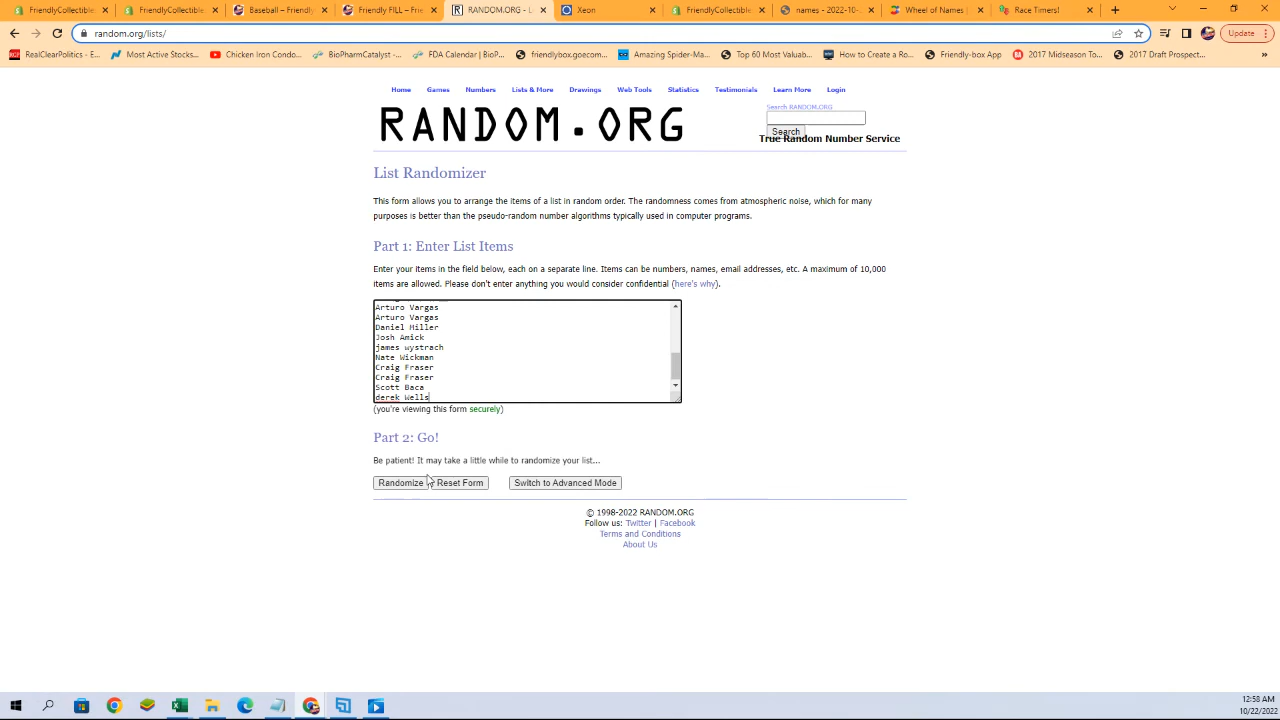 FriendlyCollectible:
FriendlyCollectibles
Baseball – Friendly
Friendly FILL – Fri
RANDOM.ORG - L
Xeon
FriendlyCollectible:
names - 2022-10-
Wheel of Names |
Race Timers!
random.org/lists/
Update
RealClearPolitics - E...
Most Active Stocks...
Chicken Iron Condo...
BioPharmCatalyst -...
FDA Calendar | BioP...
friendlybox.goecom...
Amazing Spider-Ma...
Top 60 Most Valuab...
How to Create a Ro...
Friendly-box App
2017 Midseason To...
2017 Draft Prospect...
»
Home Games Numbers Lists & More Drawings Web Tools Statistics Testimonials Learn More Login
RANDOM.ORG
Search RANDOM.ORG
Search
True Random Number Service
List Randomizer
This form allows you to arrange the items of a list in random order. The randomness comes from atmospheric noise, which for many
purposes is better than the pseudo-random number algorithms typically used in computer programs.
Part 1: Enter List Items
Enter your items in the field below, each on a separate line. Items can be numbers, names, email addresses, etc. A maximum of 10,000
items are allowed. Please don't enter anything you would consider confidential (here's why).
Arturo Vargas
Arturo Vargas
Daniel Miller
Josh Amick
james wystrach
Nate Wickman
Craig Fraser
Craig Fraser
Scott Baca
derek Wells
(you're viewing this form securely)
Part 2: Go!
Be patient! It may take a little while to randomize your list...
Randomize Reset Form Switch to Advanced Mode
© 1998-2022 RANDOM.ORG
Follow us: Twitter | Facebook
Terms and Conditions
About Us
12:58 AM
10/22/2022